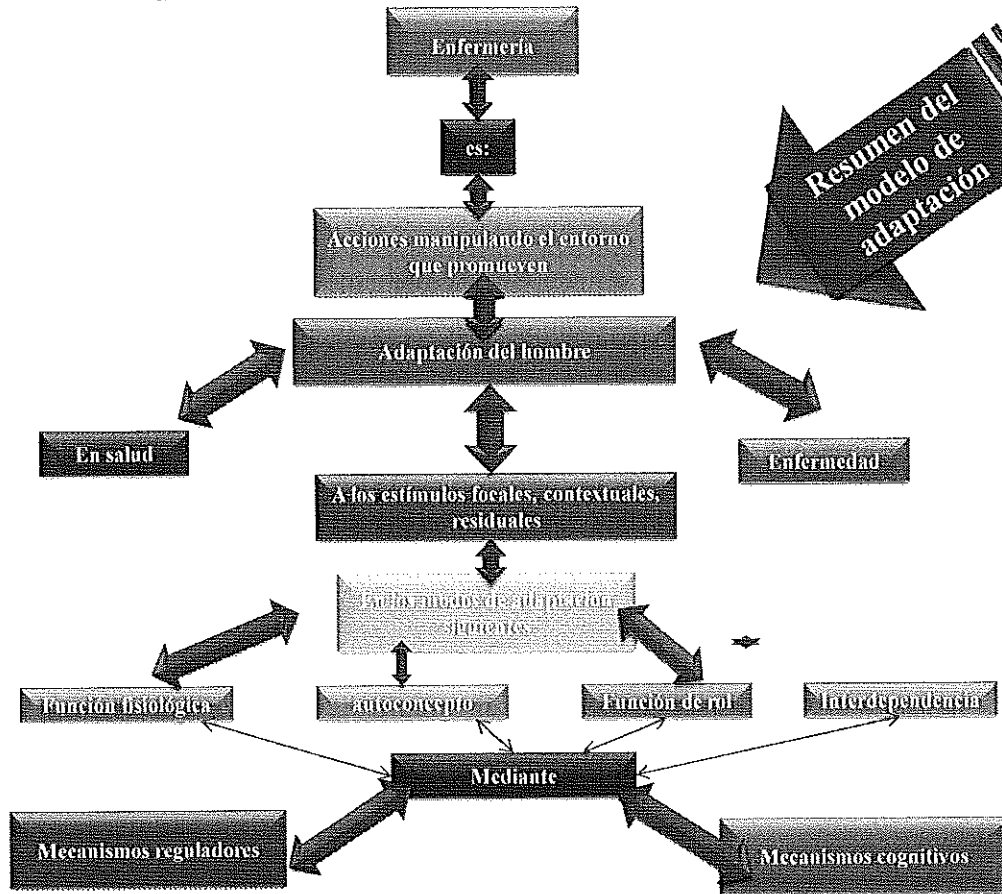 Enfermería
es:
Resumen del
modelo de
adaptación
Acciones manipulando el entorno
que promueven
Adaptación del hombre
En salud
Enfermedad
A los estímulos focales, contextuales,
residuales
En los modos de adaptación
siguientes
Función fisiológica
autoconcepto
Función de rol
Interdependencia
Mediante
Mecanismos reguladores
Mecanismos cognitivos